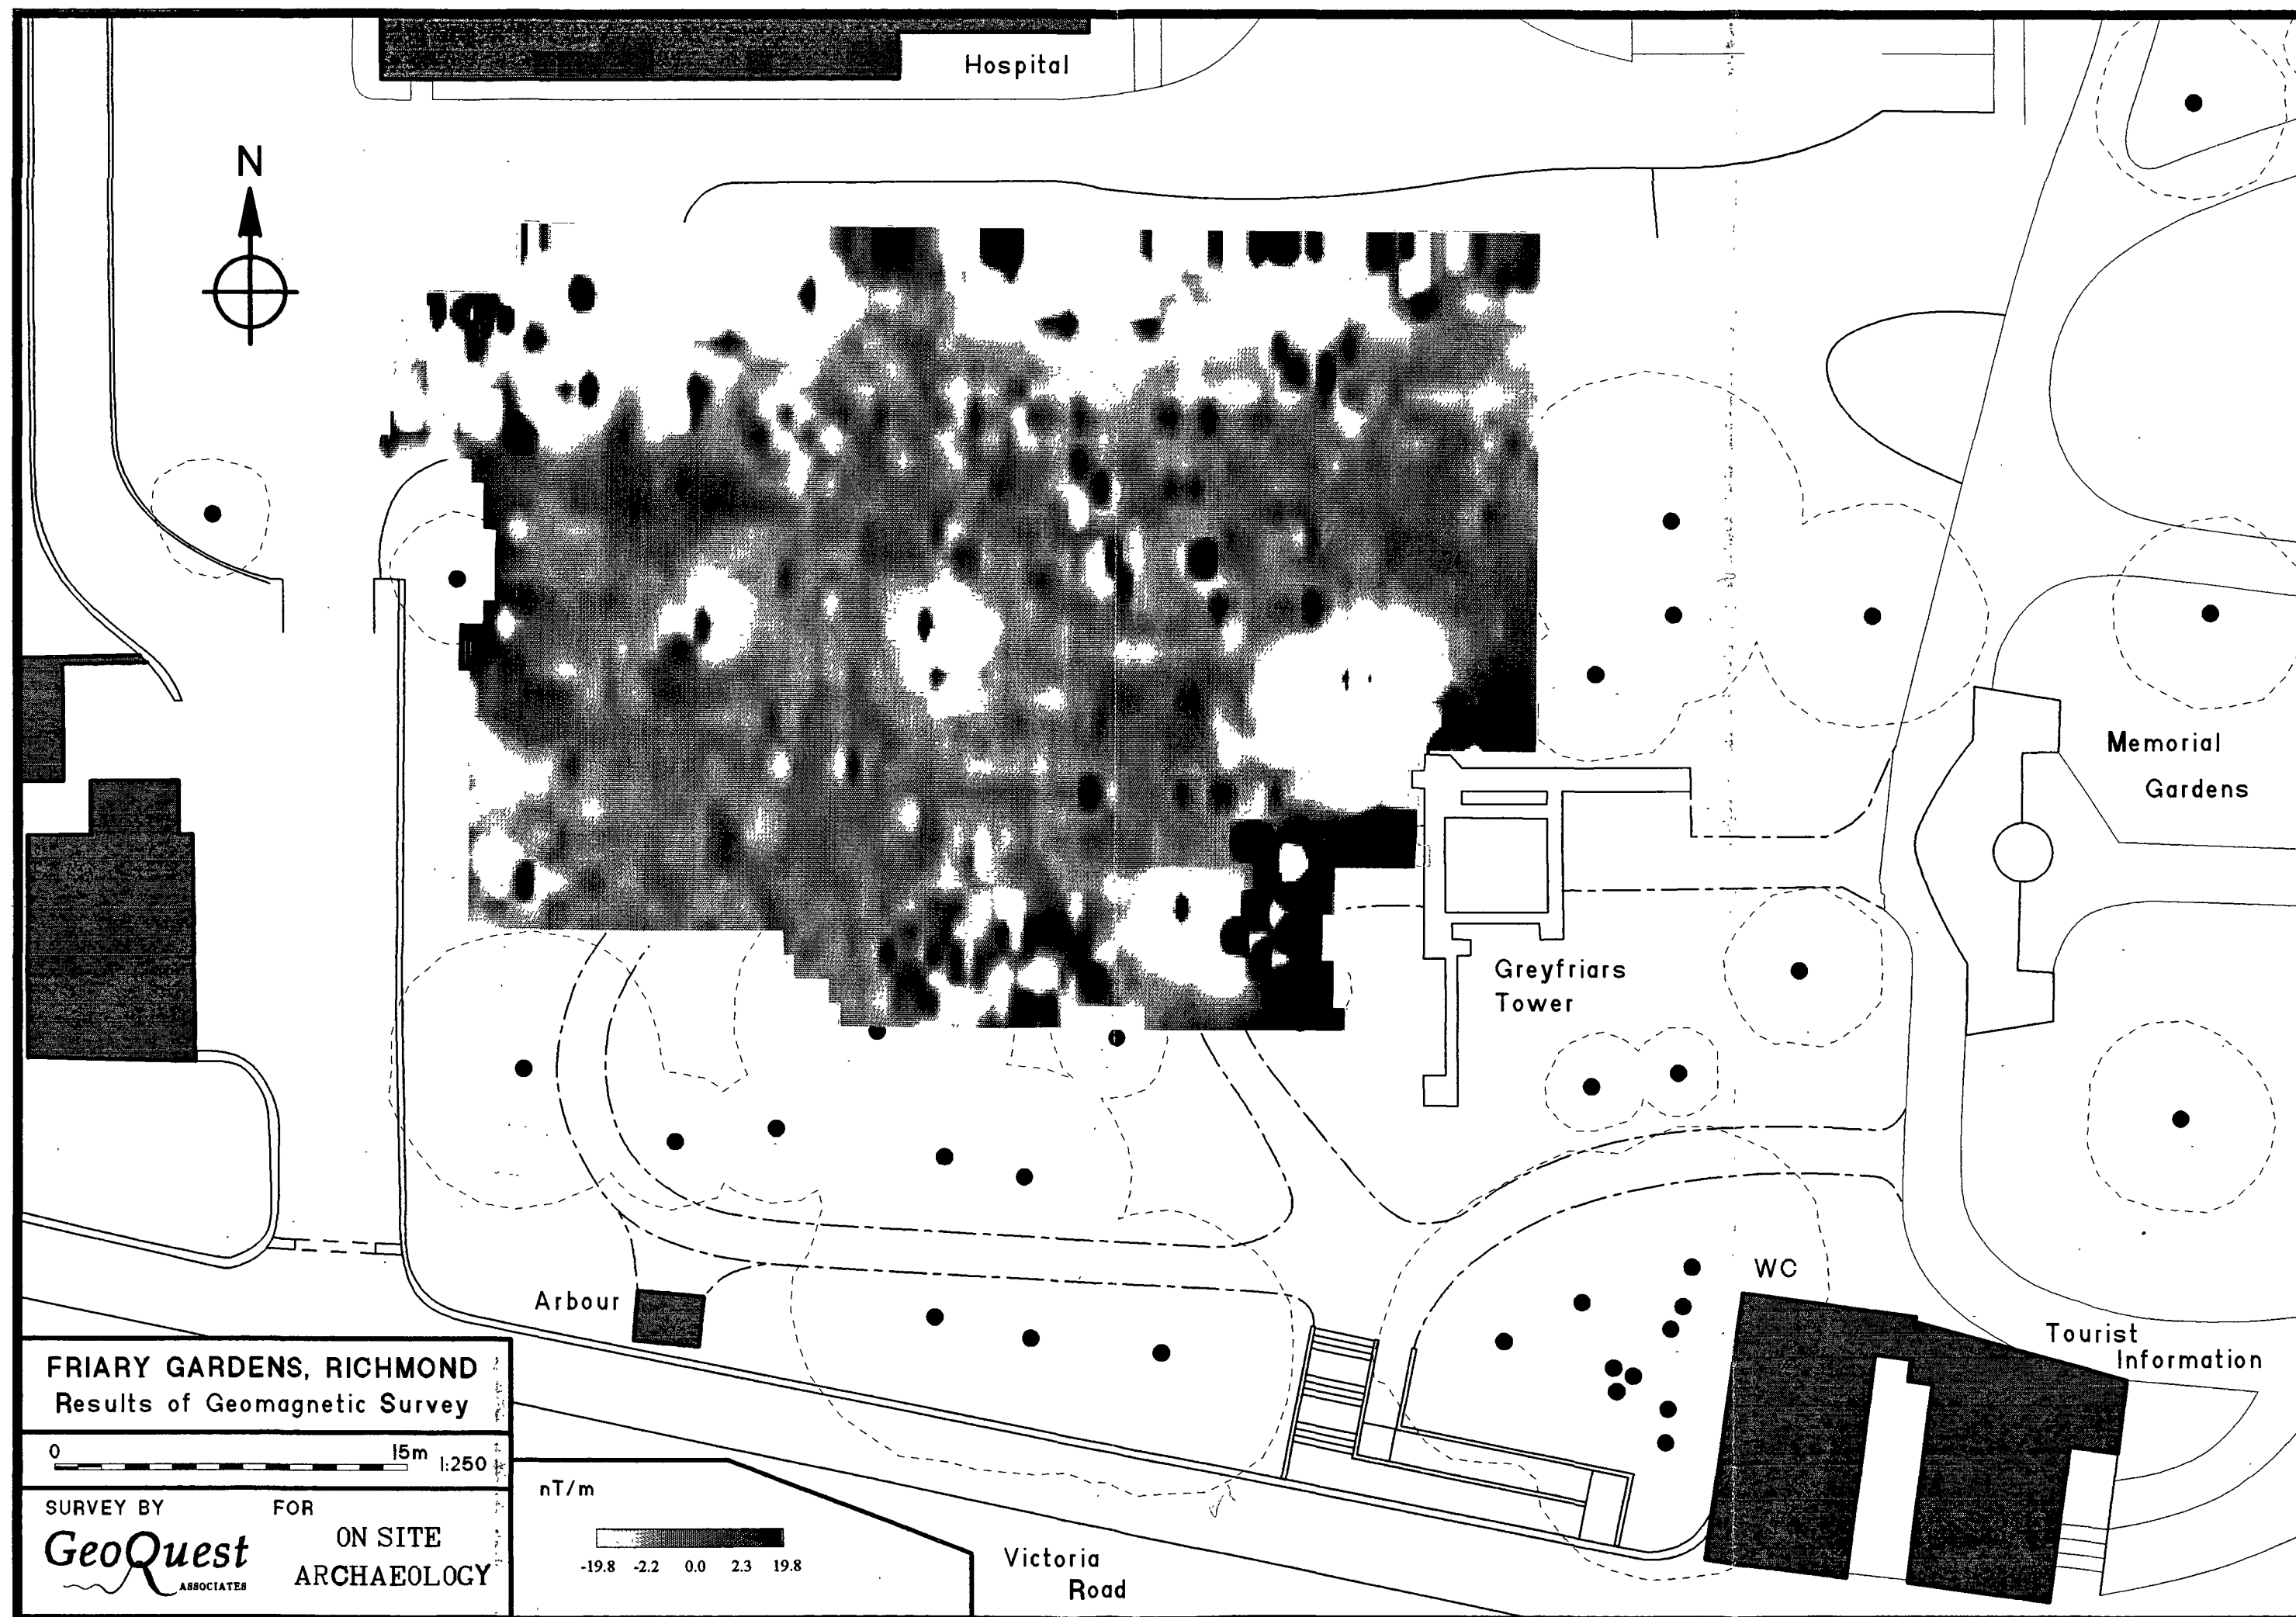 Hospital
N
Memorial
Gardens
Greyfriars
Tower
WC
Arbour
Tourist
Information
FRIARY GARDENS, RICHMOND
Results of Geomagnetic Survey
0 15m 1:250
SURVEY BY
GeoQuest
ASSOCIATES
FOR
ON SITE
ARCHAEOLOGY
nT/m
-19.8 -2.2 0.0 2.3 19.8
Victoria
Road